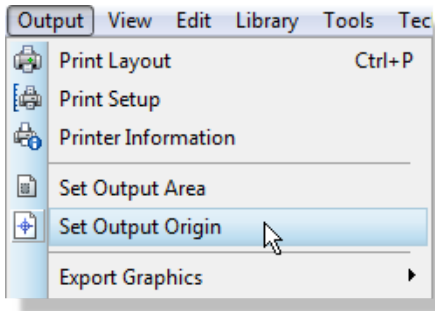 Output View Edit Library Tools Tec
Print Layout Ctrl+P
Print Setup
Printer Information
Set Output Area
Set Output Origin
Export Graphics